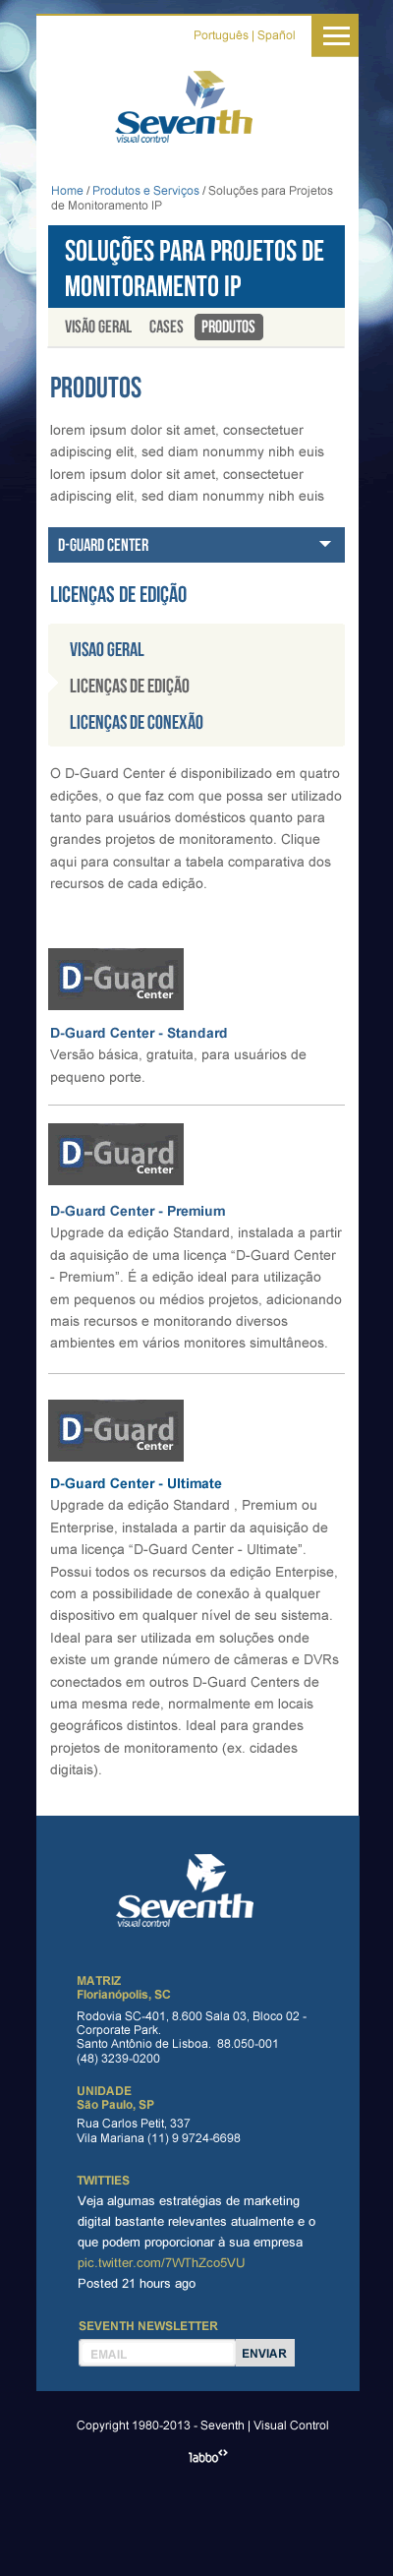 Português | Spañol
Seventh
visual control
Home / Produtos e Serviços / Soluções para Projetos
de Monitoramento IP
SOLUÇÕES PARA PROJETOS DE
MONITORAMENTO IP
VISÃO GERAL CASES PRODUTOS
PRODUTOS
lorem ipsum dolor sit amet, consectetuer
adipiscing elit, sed diam nonummy nibh euis
lorem ipsum dolor sit amet, consectetuer
adipiscing elit, sed diam nonummy nibh euis
D-GUARD CENTER
LICENÇAS DE EDIÇÃO
VISAO GERAL
LICENÇAS DE EDIÇÃO
LICENÇAS DE CONEXÃO
O D-Guard Center é disponibilizado em quatro
edições, o que faz com que possa ser utilizado
tanto para usuários domésticos quanto para
grandes projetos de monitoramento. Clique
aqui para consultar a tabela comparativa dos
recursos de cada edição.
D-Guard
Center
D-Guard Center - Standard
Versão básica, gratuita, para usuários de
pequeno porte.
D-Guard
Center
D-Guard Center - Premium
Upgrade da edição Standard, instalada a partir
da aquisição de uma licença “D-Guard Center
- Premium”. É a edição ideal para utilização
em pequenos ou médios projetos, adicionando
mais recursos e monitorando diversos
ambientes em vários monitores simultâneos.
D-Guard
Center
D-Guard Center - Ultimate
Upgrade da edição Standard , Premium ou
Enterprise, instalada a partir da aquisição de
uma licença “D-Guard Center - Ultimate”.
Possui todos os recursos da edição Enterpise,
com a possibilidade de conexão à qualquer
dispositivo em qualquer nível de seu sistema.
Ideal para ser utilizada em soluções onde
existe um grande número de câmeras e DVRs
conectados em outros D-Guard Centers de
uma mesma rede, normalmente em locais
geográficos distintos. Ideal para grandes
projetos de monitoramento (ex. cidades
digitais).
Seventh
visual control
MATRIZ
Florianópolis, SC
Rodovia SC-401, 8.600 Sala 03, Bloco 02 -
Corporate Park.
Santo Antônio de Lisboa. 88.050-001
(48) 3239-0200
UNIDADE
São Paulo, SP
Rua Carlos Petit, 337
Vila Mariana (11) 9 9724-6698
TWITTIES
Veja algumas estratégias de marketing
digital bastante relevantes atualmente e o
que podem proporcionar à sua empresa
pic.twitter.com/7WThZco5VU
Posted 21 hours ago
SEVENTH NEWSLETTER
EMAIL ENVIAR
Copyright 1980-2013 - Seventh | Visual Control
labbo<>